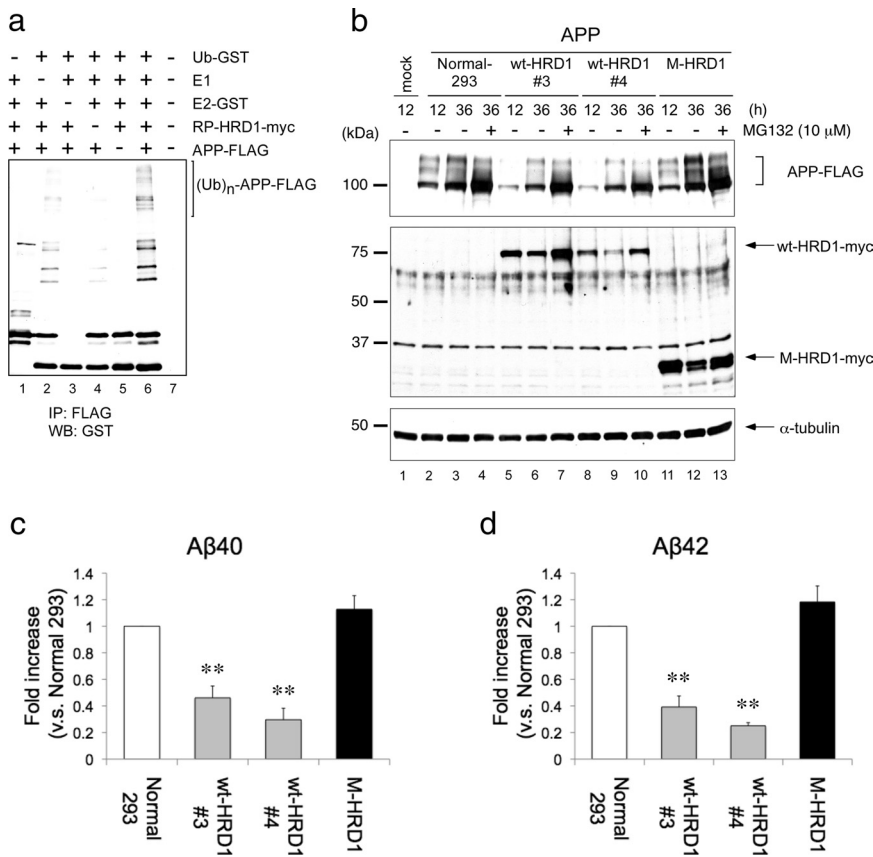 a
- + + + + + - Ub-GST
+ - + + + + - E1
+ + - + + + - E2-GST
+ + + - + + - RP-HRD1-myc
+ + + + - + - APP-FLAG
(Ub)n-APP-FLAG
1 2 3 4 5 6 7
IP: FLAG
WB: GST
b
APP
mock
Normal-
293
wt-HRD1
#3
wt-HRD1
#4
M-HRD1
12 12 36 36 12 36 36 12 36 36 12 36 36 (h)
(kDa) - - - + - - + - - + - - + MG132 (10 μM)
100
APP-FLAG
75
wt-HRD1-myc
50
37
M-HRD1-myc
50
α-tubulin
1 2 3 4 5 6 7 8 9 10 11 12 13
c
Aβ40
Fold increase
(v.s. Normal 293)
1.4
1.2
1
0.8
0.6
0.4
0.2
0
**
**
Normal
293
wt-HRD1
#3
wt-HRD1
#4
M-HRD1
d
Aβ42
Fold increase
(v.s. Normal 293)
1.4
1.2
1
0.8
0.6
0.4
0.2
0
**
**
Normal
293
wt-HRD1
#3
wt-HRD1
#4
M-HRD1